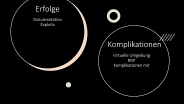 Erfolge
Dokumentation
Exploits
Komplikationen
Virtuelle Umgebung
RDP
Komplikationen mit